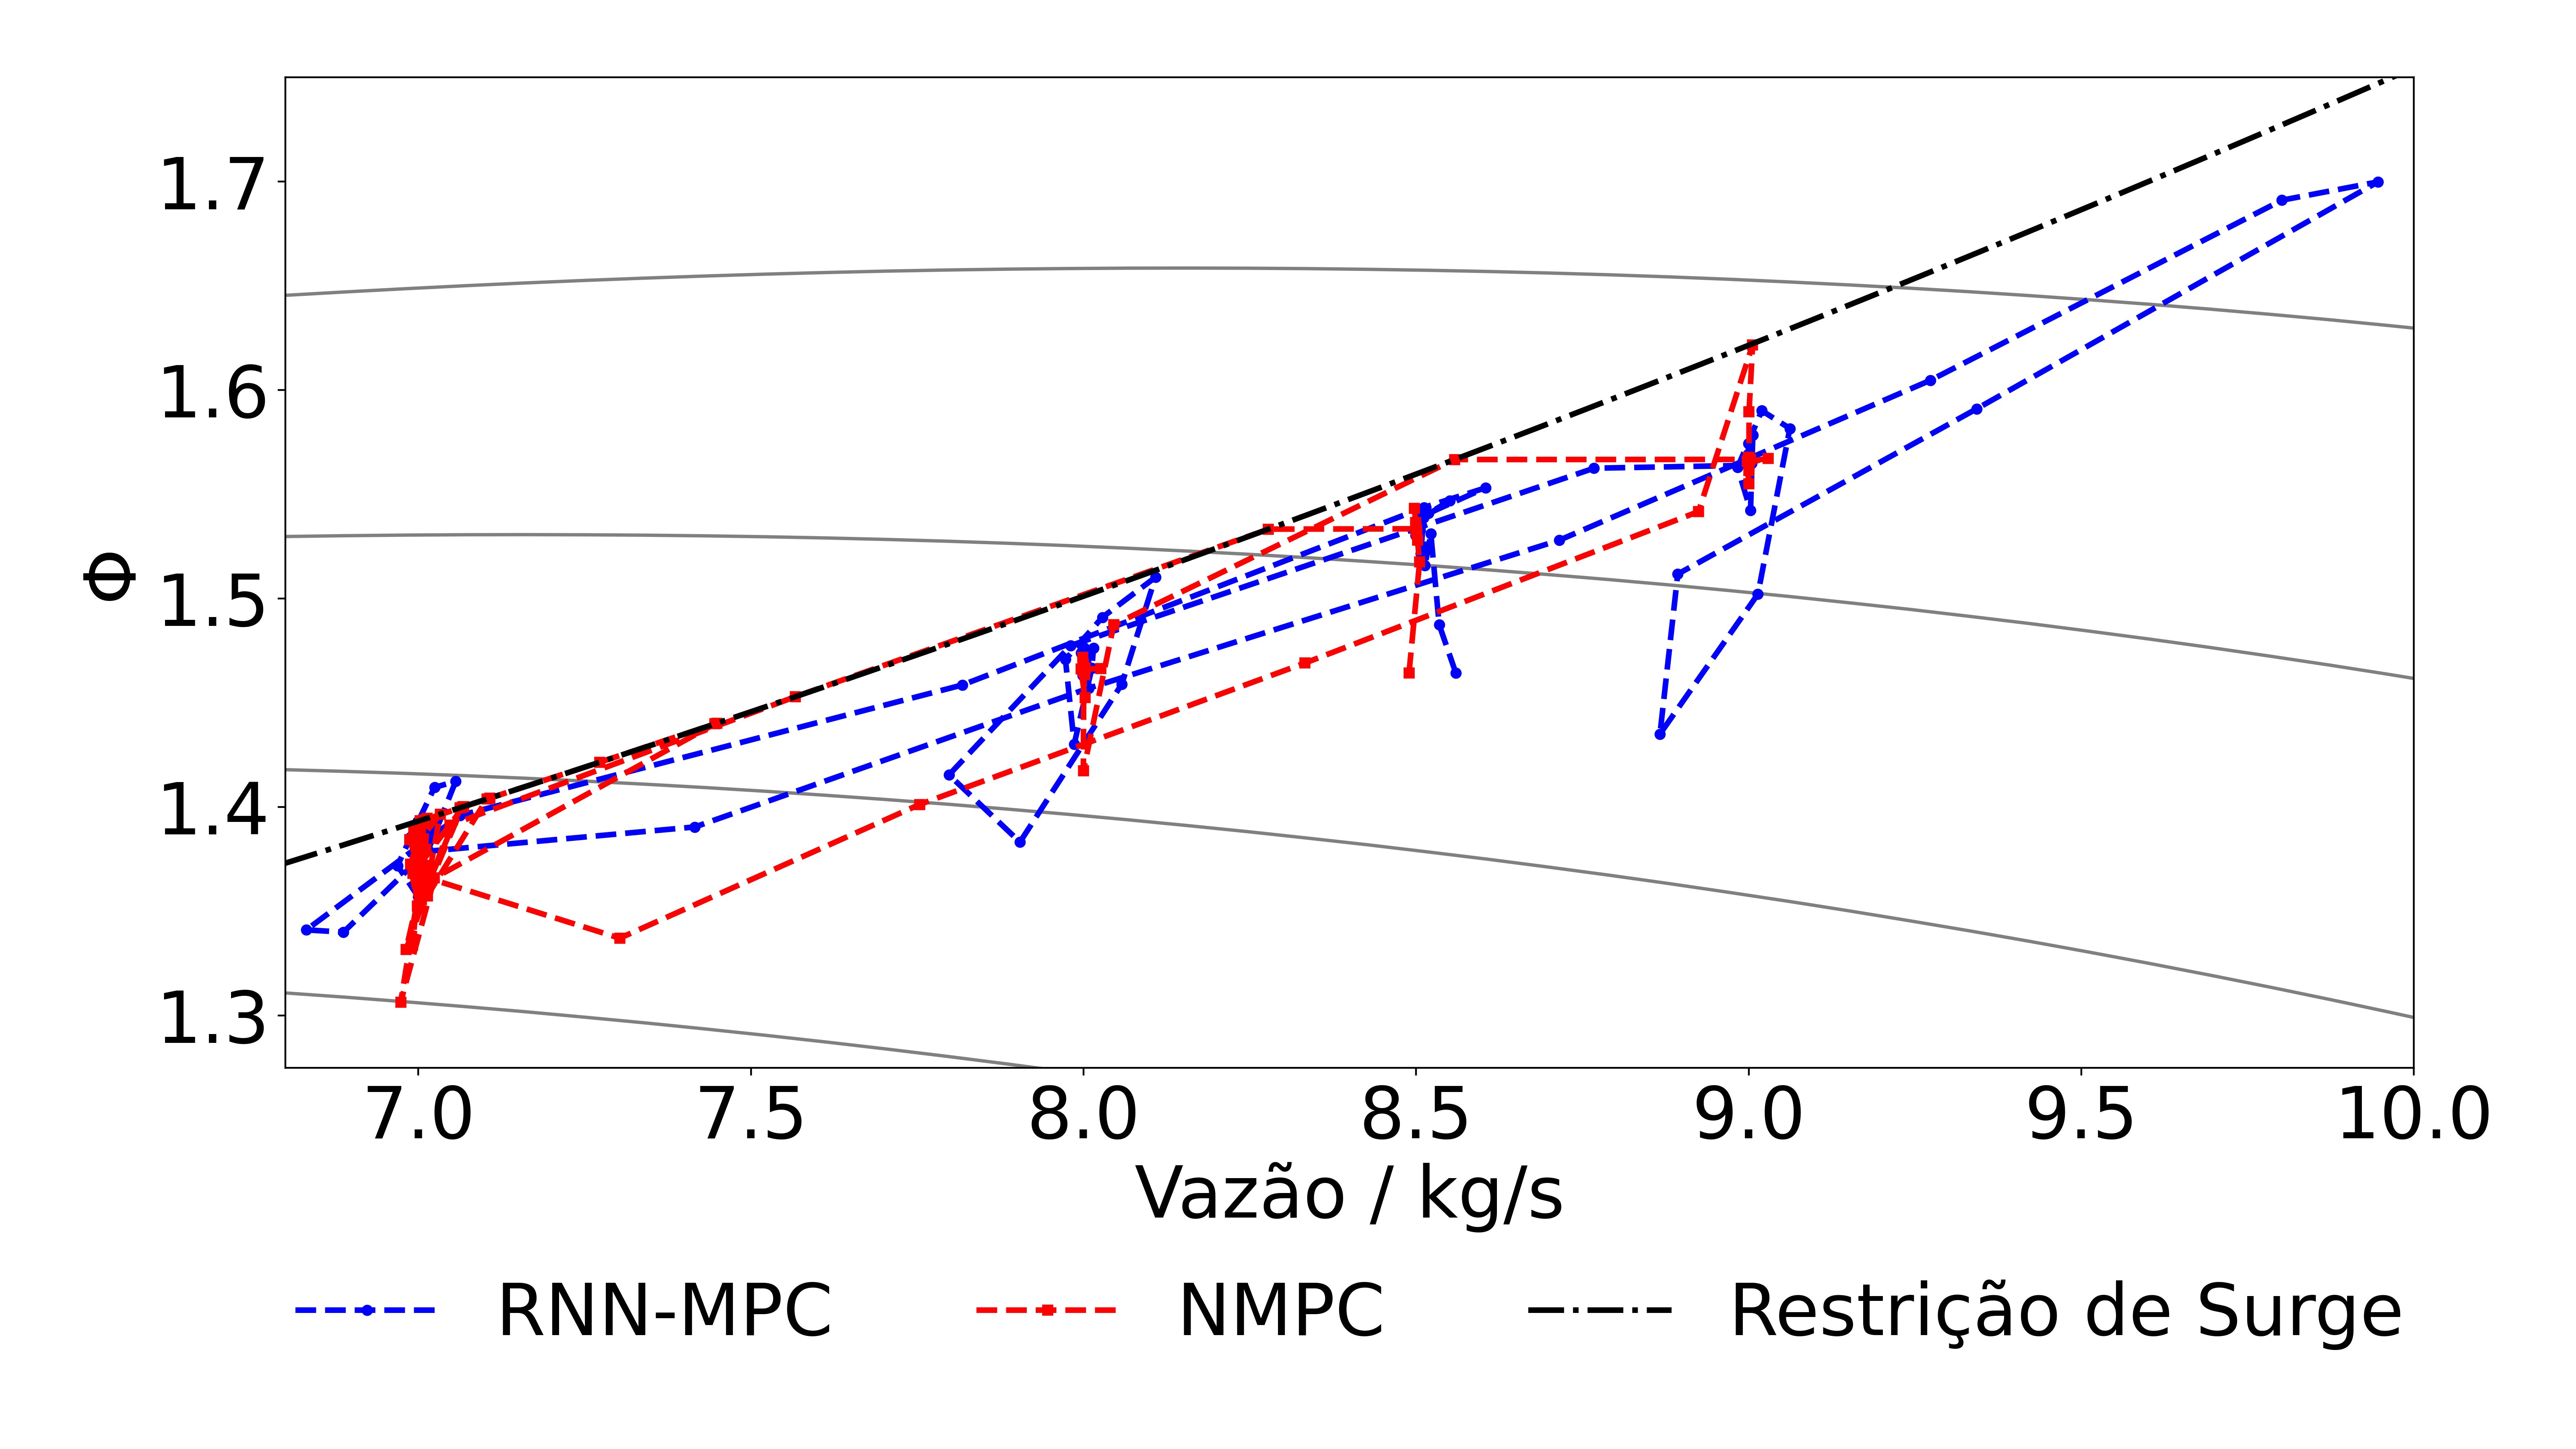 Φ
1.7
1.6
1.5
1.4
1.3
7.0 7.5 8.0 8.5 9.0 9.5 10.0
Vazão / kg/s
RNN-MPC NMPC Restrição de Surge